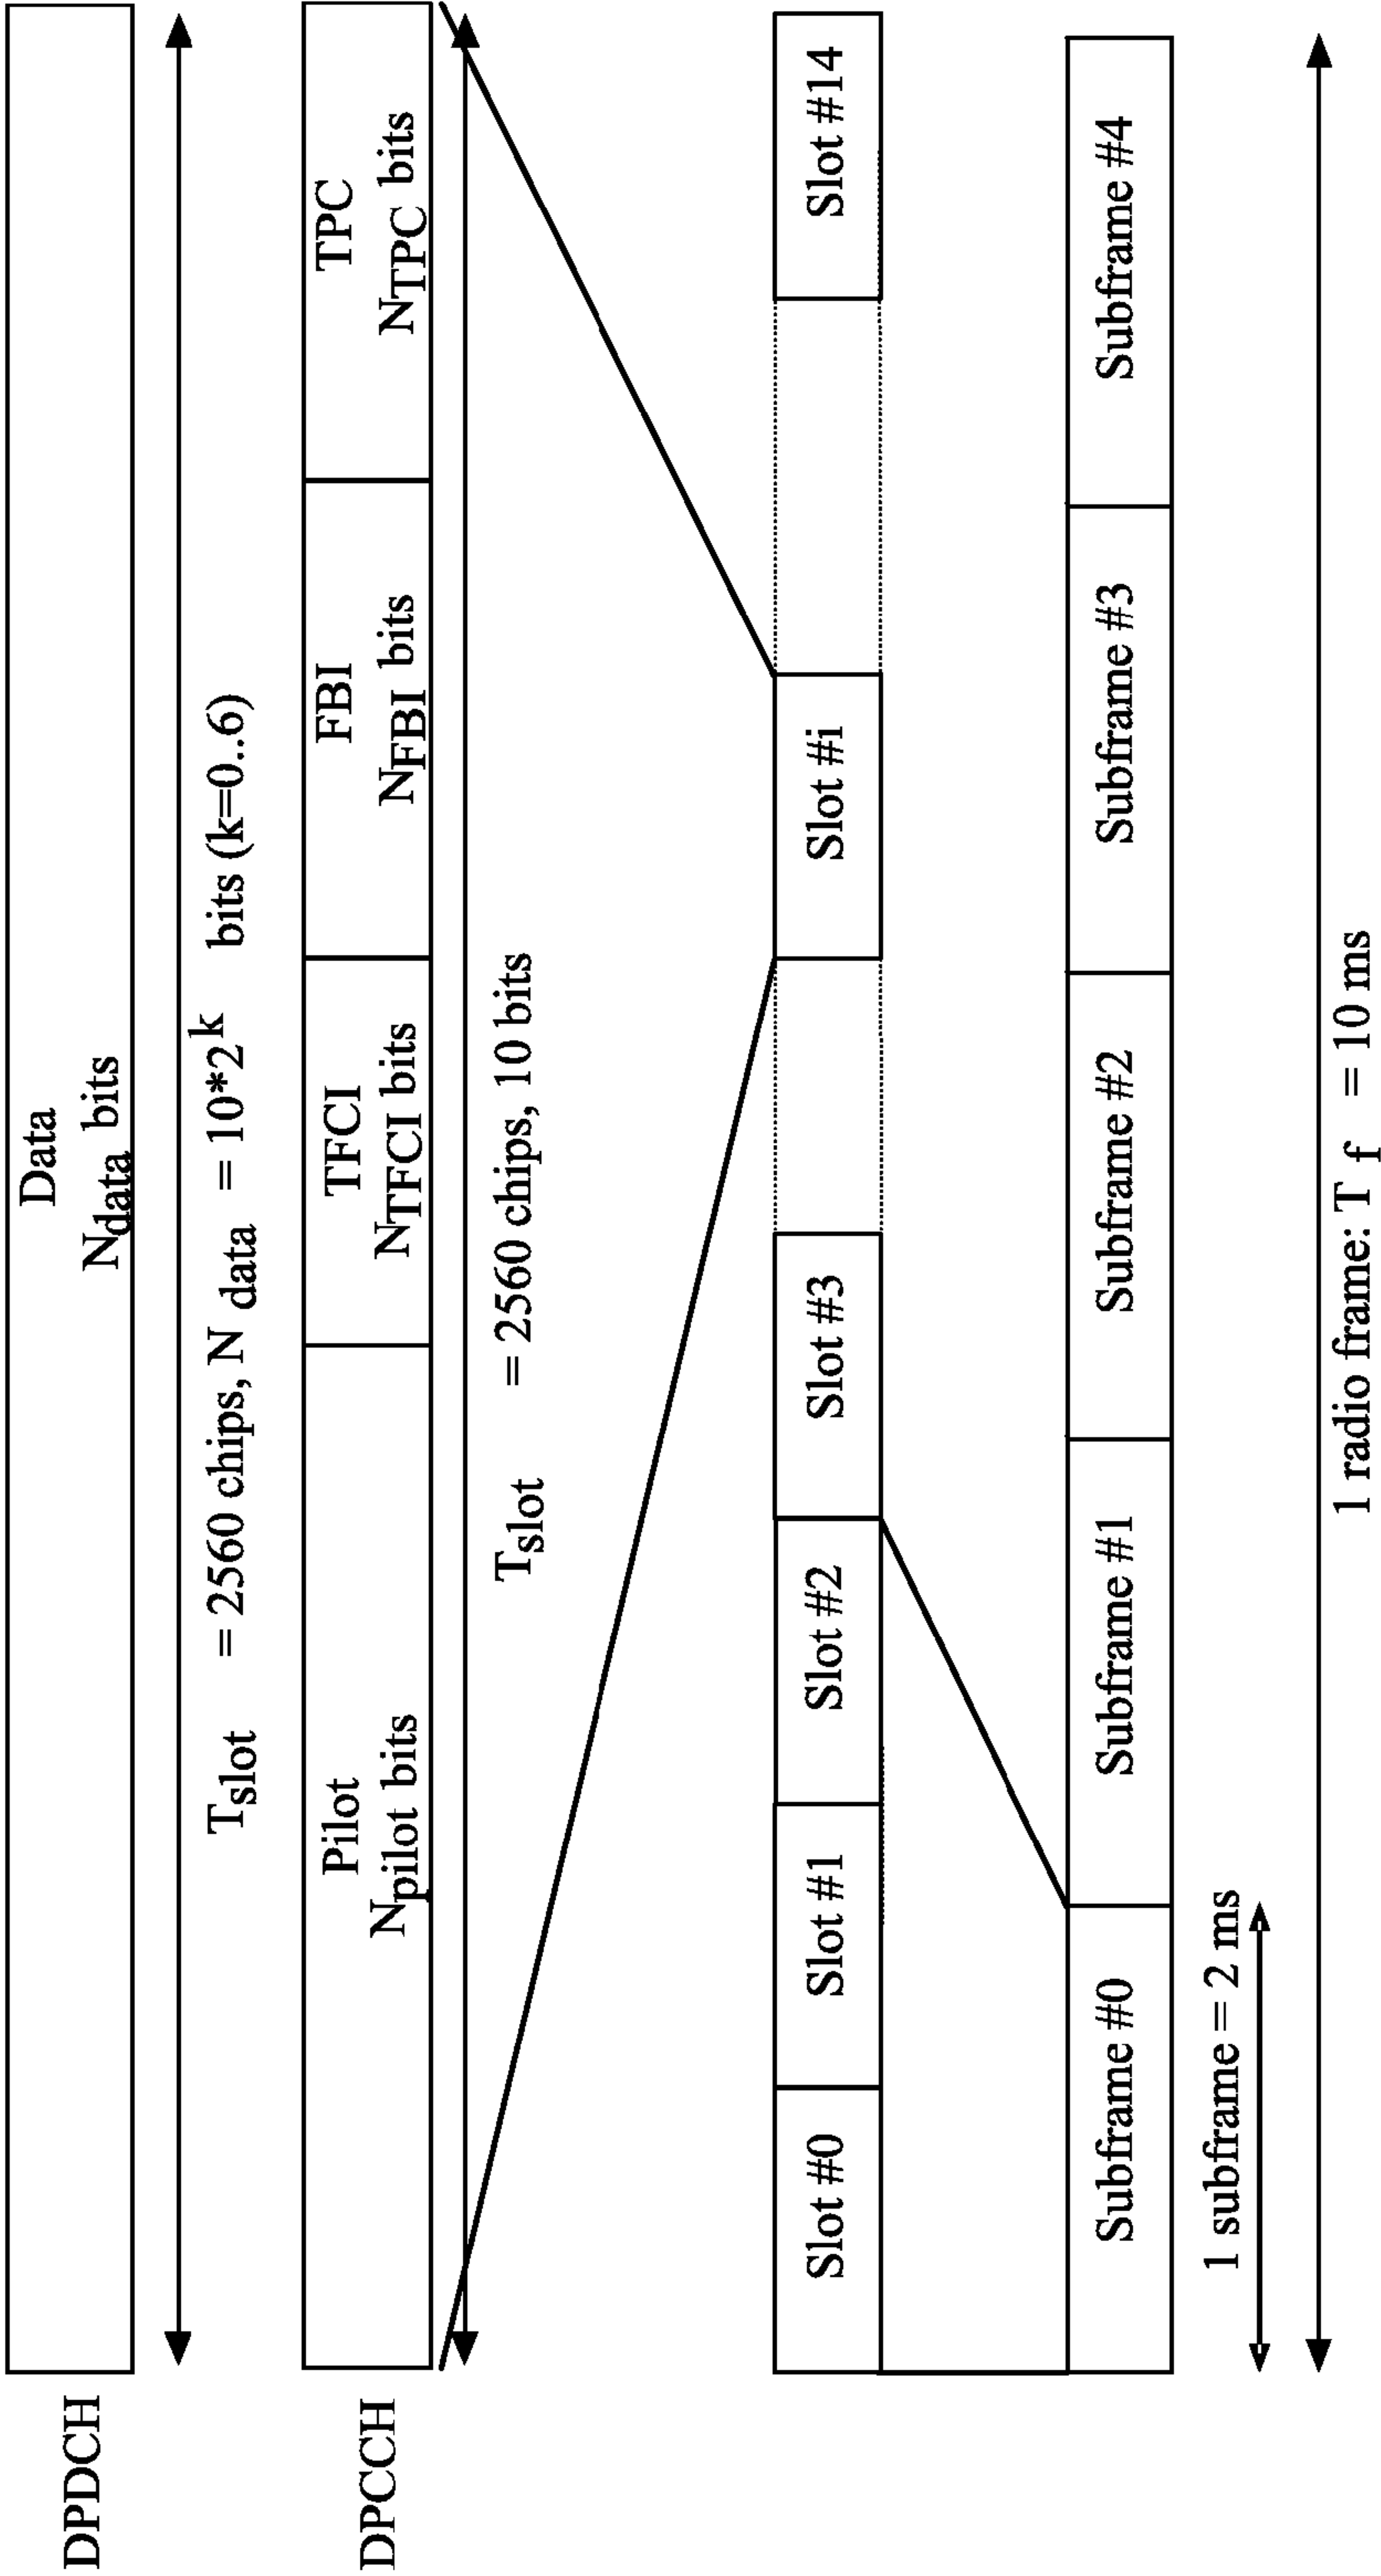 Data
Ndata bits
DPDCH
Tslot = 2560 chips, N data = 10*2k bits (k=0..6)
Pilot
Npilot bits
TFCI
NTFCI bits
FBI
NFBI bits
TPC
NTPC bits
DPCCH
Tslot = 2560 chips, 10 bits
Slot #0
Slot #1
Slot #2
Slot #3
Slot #i
Slot #14
Subframe #0
Subframe #1
Subframe #2
Subframe #3
Subframe #4
1 subframe = 2 ms
1 radio frame: T f = 10 ms